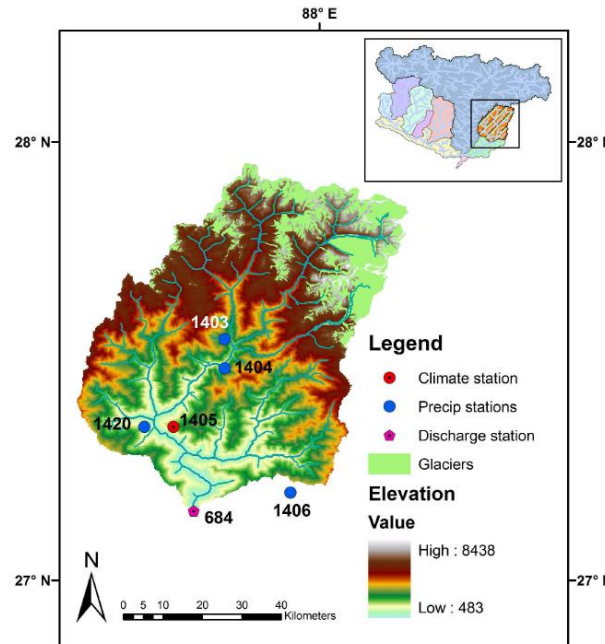 88° E
28° N
28° N
1403
1404
1420
1405
684
1406
Legend
Climate station
Precip stations
Discharge station
Glaciers
Elevation
Value
High : 8438
Low : 483
27° N
27° N
N
0 5 10 20 30 40
Kilometers